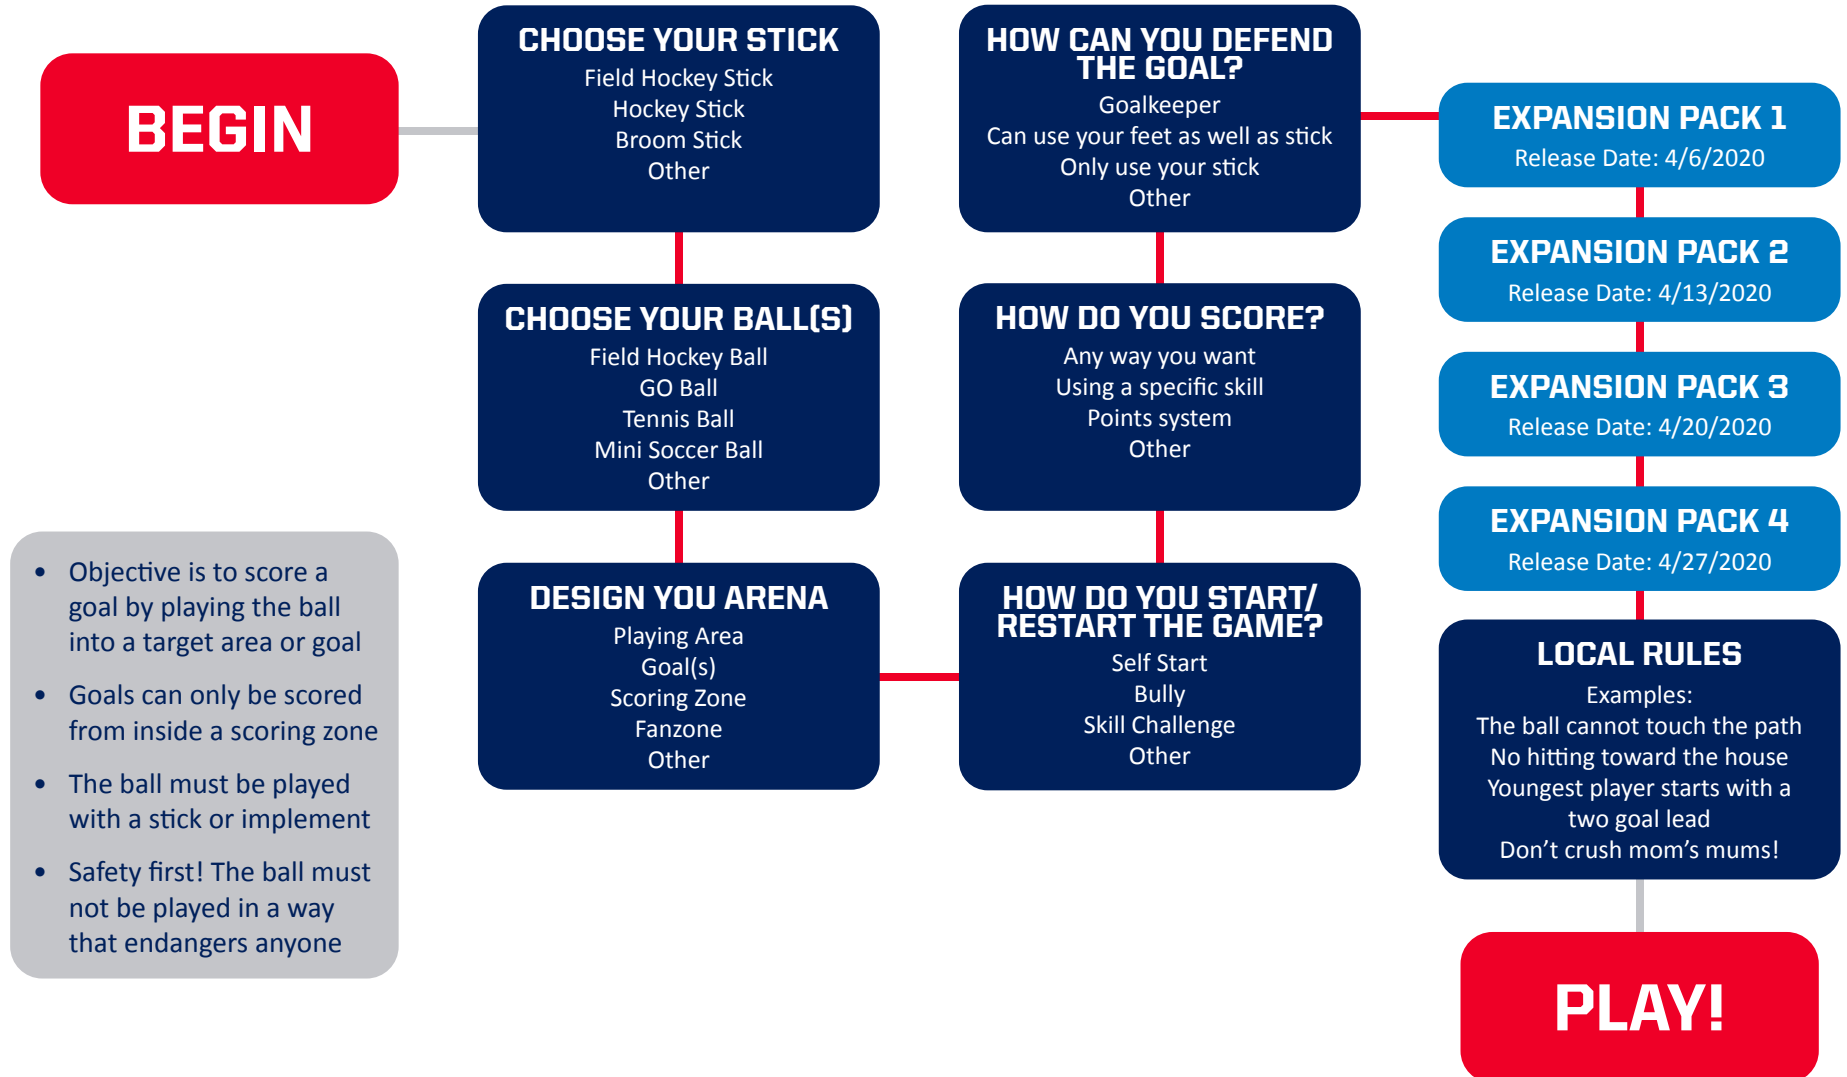 BEGIN
CHOOSE YOUR STICK
Field Hockey Stick
Hockey Stick
Broom Stick
Other
CHOOSE YOUR BALL(S)
Field Hockey Ball
GO Ball
Tennis Ball
Mini Soccer Ball
Other
DESIGN YOU ARENA
Playing Area
Goal(s)
Scoring Zone
Fanzone
Other
HOW DO YOU START/
RESTART THE GAME?
Self Start
Bully
Skill Challenge
Other
HOW DO YOU SCORE?
Any way you want
Using a specific skill
Points system
Other
HOW CAN YOU DEFEND
THE GOAL?
Goalkeeper
Can use your feet as well as stick
Only use your stick
Other
EXPANSION PACK 1
Release Date: 4/6/2020
EXPANSION PACK 2
Release Date: 4/13/2020
EXPANSION PACK 3
Release Date: 4/20/2020
EXPANSION PACK 4
Release Date: 4/27/2020
LOCAL RULES
Examples:
The ball cannot touch the path
No hitting toward the house
Youngest player starts with a
two goal lead
Don’t crush mom’s mums!
PLAY!
• Objective is to score a
goal by playing the ball
into a target area or goal
• Goals can only be scored
from inside a scoring zone
• The ball must be played
with a stick or implement
• Safety first! The ball must
not be played in a way
that endangers anyone